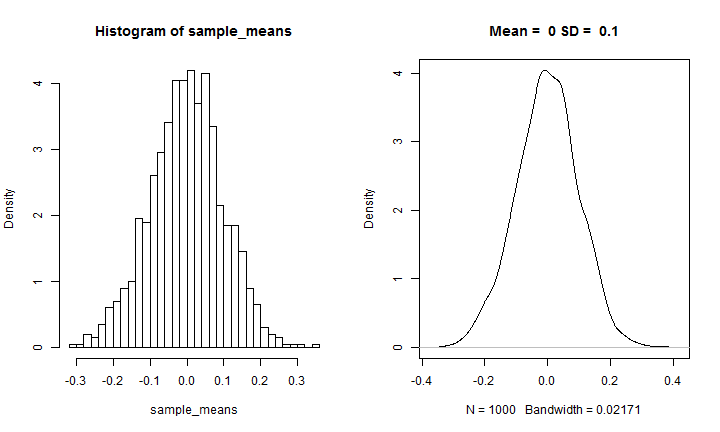 Histogram of sample_means
Density
4
3
2
1
0
-0.3 -0.2 -0.1 0.0 0.1 0.2 0.3
sample_means
Mean =  0 SD =  0.1
Density
4
3
2
1
0
-0.4 -0.2 0.0 0.2 0.4
N = 1000   Bandwidth = 0.02171